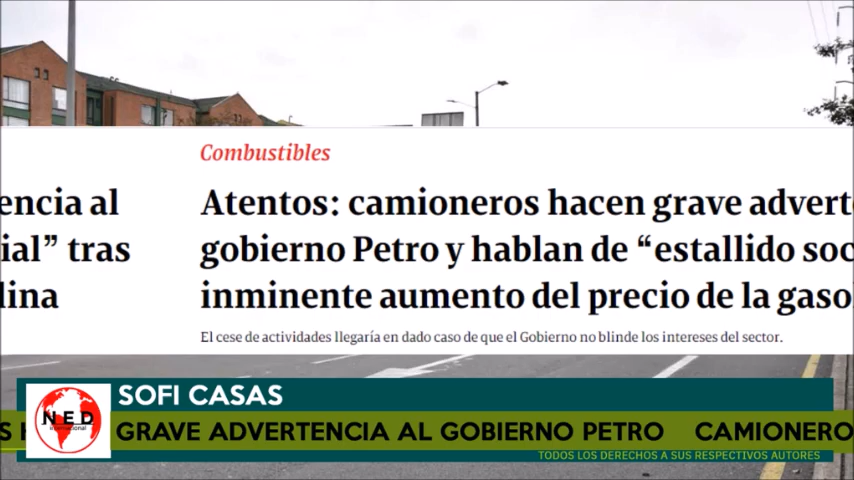 Combustibles
encia al
ial” tras
lina
Atentos: camioneros hacen grave advert
gobierno Petro y hablan de “estallido soc
inminente aumento del precio de la gaso
El cese de actividades llegaría en dado caso de que el Gobierno no blinde los intereses del sector.
SOFI CASAS
NED
international
S H GRAVE ADVERTENCIA AL GOBIERNO PETRO CAMIONERO
TODOS LOS DERECHOS A SUS RESPECTIVOS AUTORES